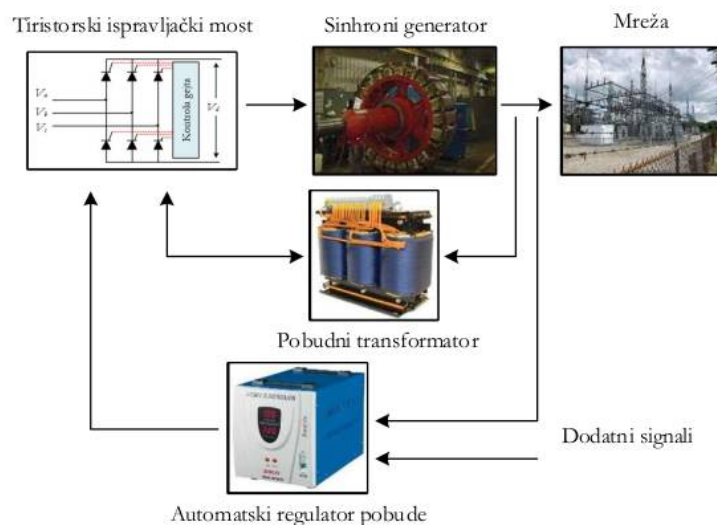 Tiristorski ispravljački most
Sinhroni generator
Mreža
Kontrola gejta
Pobudni transformator
Dodatni signali
Automatski regulator pobude